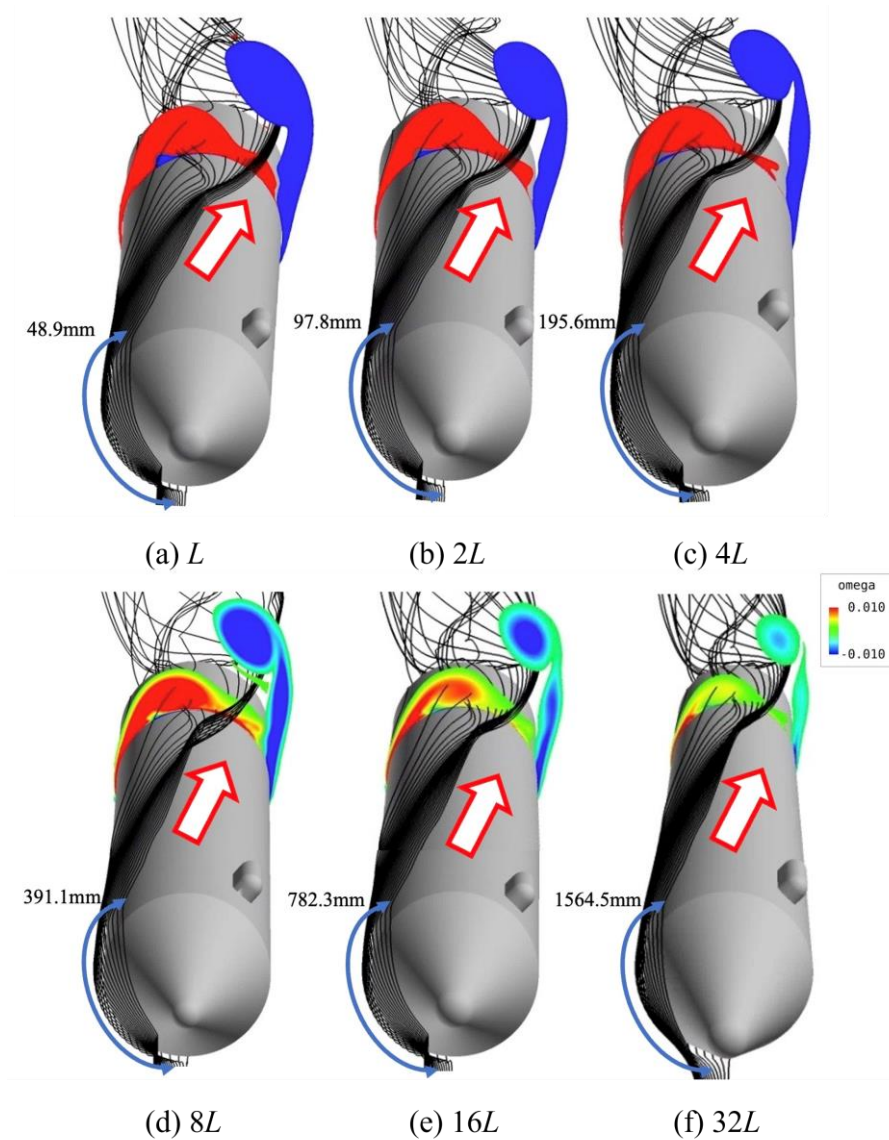 48.9mm
97.8mm
195.6mm
(a) L
(b) 2L
(c) 4L
omega
0.010
-0.010
391.1mm
782.3mm
1564.5mm
(d) 8L
(e) 16L
(f) 32L